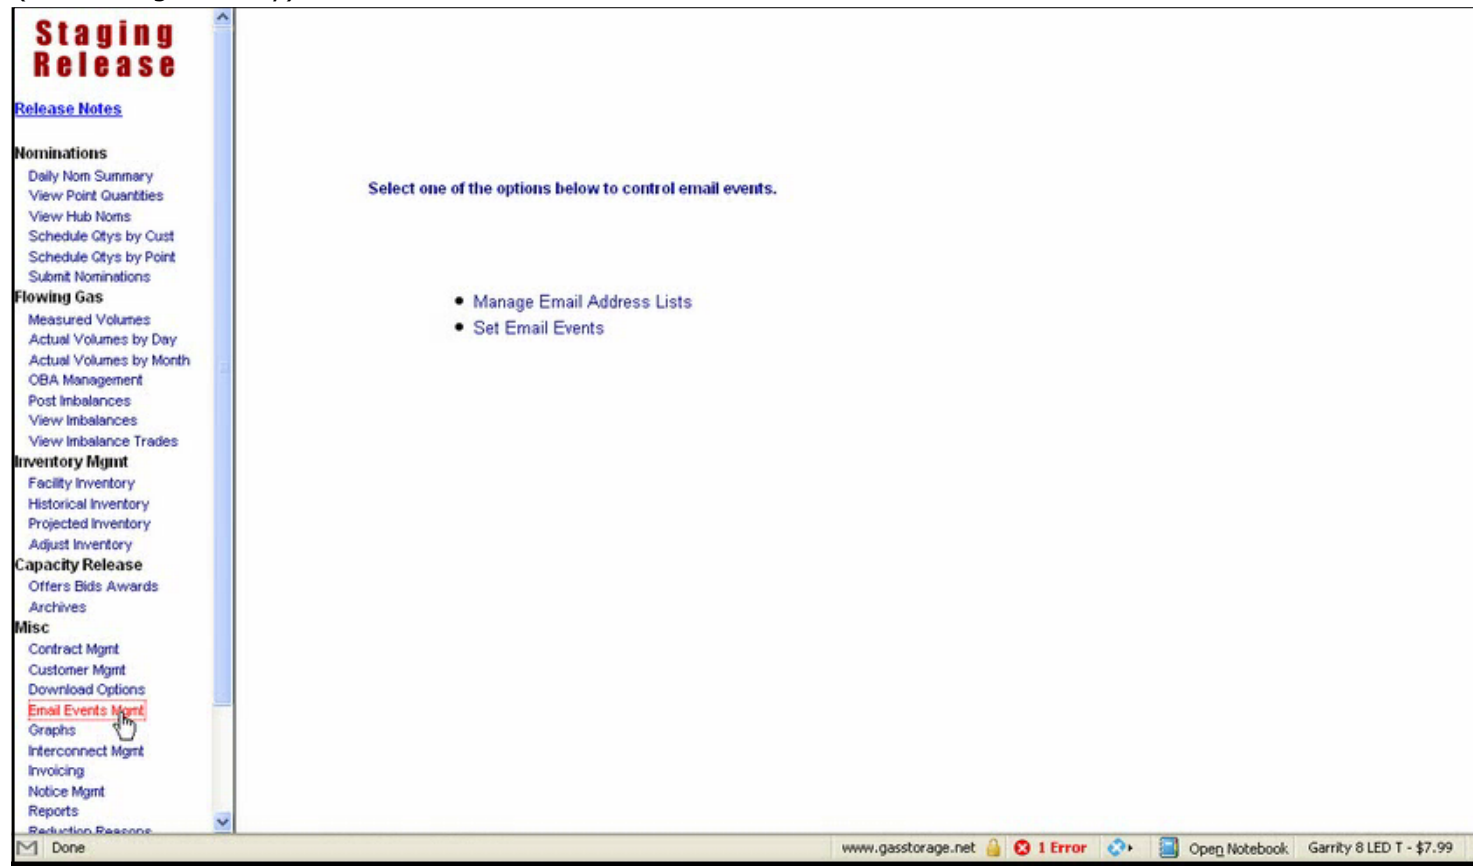 Staging
Release
Release Notes
Nominations
Daily Nom Summary
View Point Quantities
View Hub Noms
Schedule Qtys by Cust
Schedule Qtys by Point
Submit Nominations
Flowing Gas
Measured Volumes
Actual Volumes by Day
Actual Volumes by Month
OBA Management
Post Imbalances
View Imbalances
View Imbalance Trades
Inventory Mgmt
Facility Inventory
Historical Inventory
Projected Inventory
Adjust Inventory
Capacity Release
Offers Bids Awards
Archives
Misc
Contract Mgmt
Customer Mgmt
Download Options
Email Events Mgmt
Graphs
Interconnect Mgmt
Invoicing
Notice Mgmt
Reports
Reduction Reasons
Select one of the options below to control email events.
• Manage Email Address Lists
• Set Email Events
Done www.gasstorage.net 1 Error Open Notebook Garrity 8 LED T - $7.99